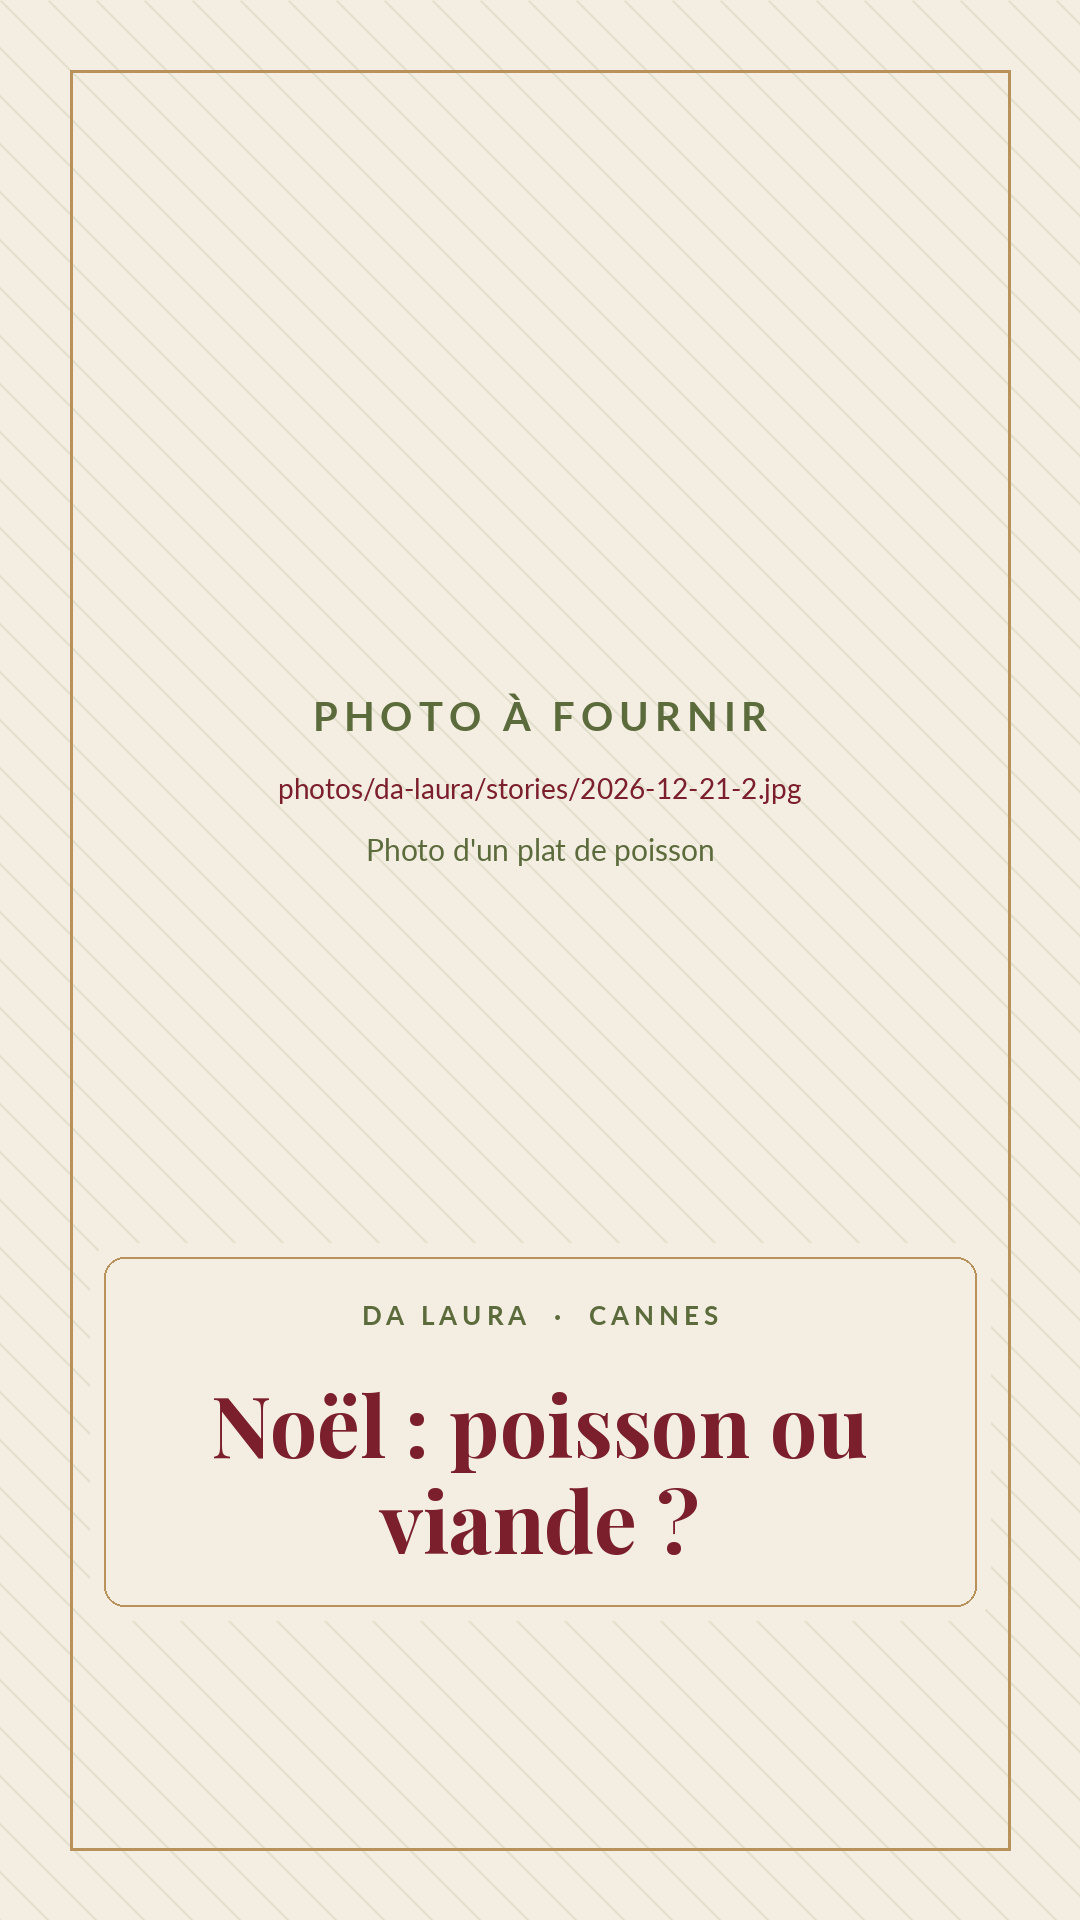 PHOTO À FOURNIR
photos/da-laura/stories/2026-12-21-2.jpg
Photo d'un plat de poisson
DA LAURA · CANNES
Noël : poisson ou
viande ?